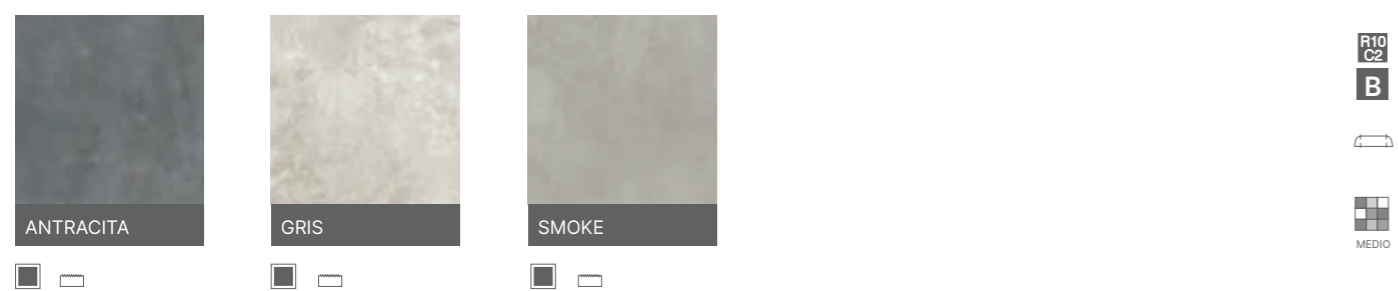 R10
C2
B
ANTRACITA
GRIS
SMOKE
MEDIO